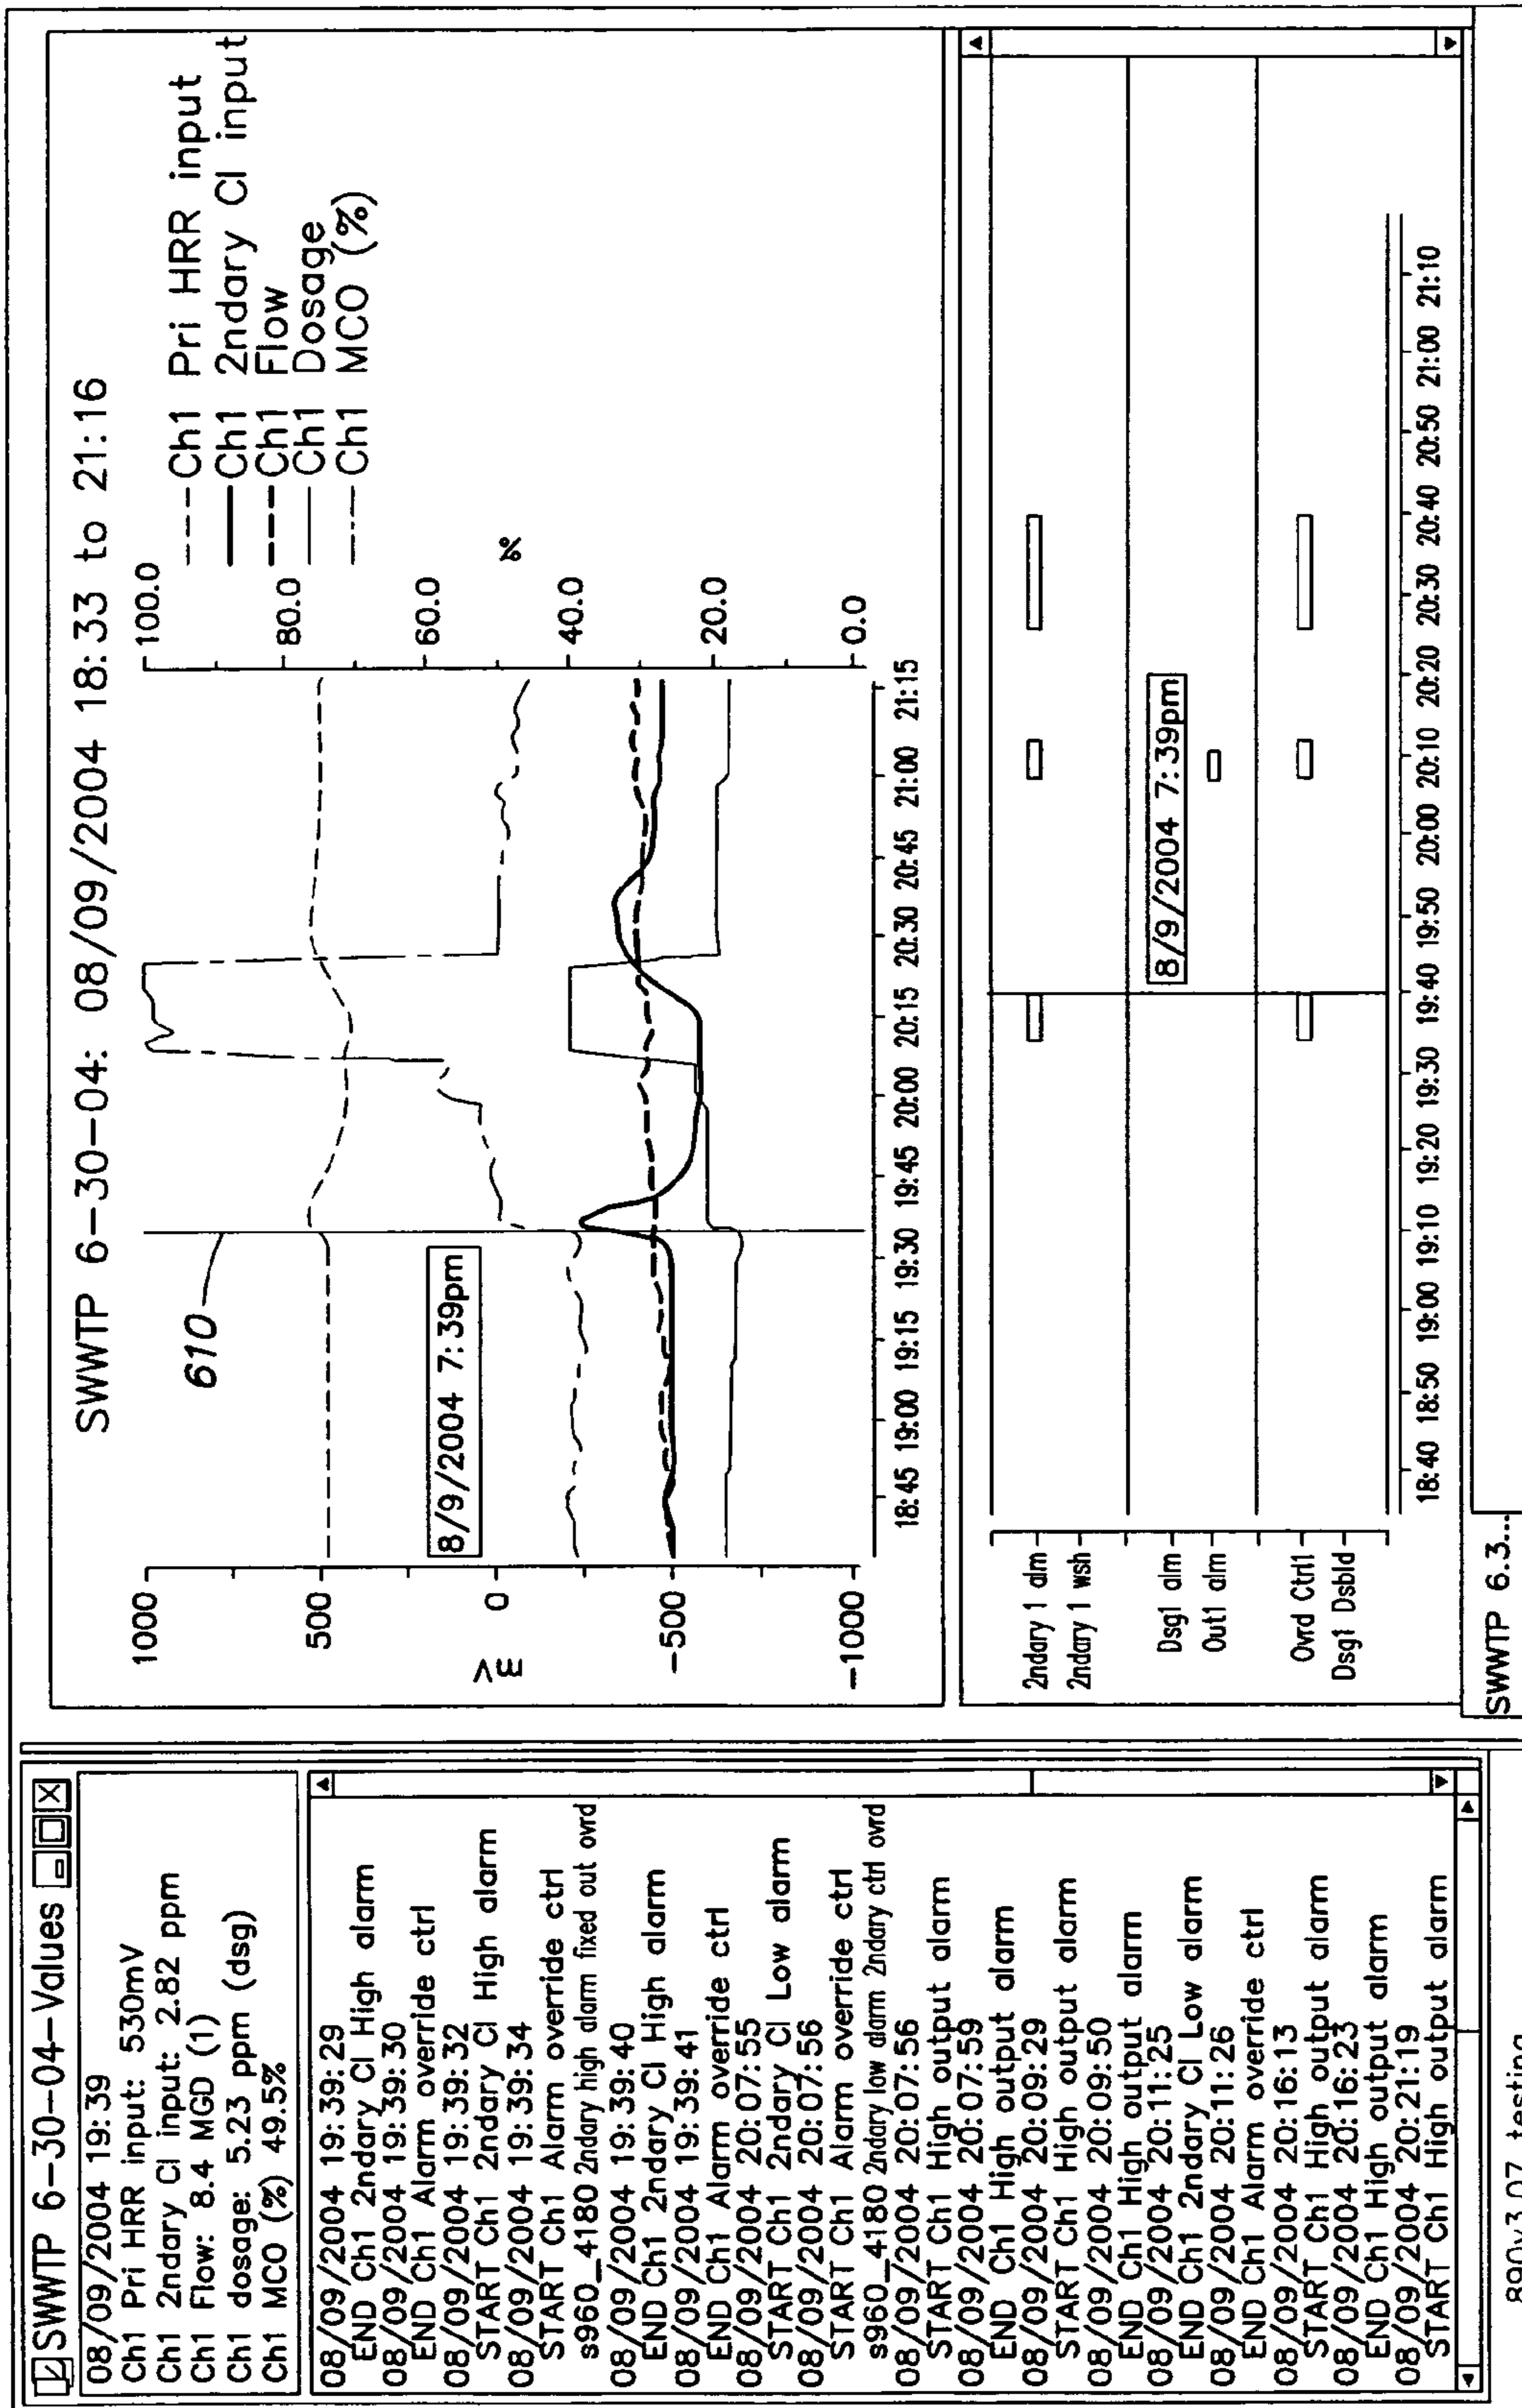 SWWTP 6-30-04-Values
08/09/2004 19:39
Ch1 Pri HRR input: 530mV
Ch1 2ndary Cl input: 2.82 ppm
Ch1 Flow: 8.4 MGD (1)
Ch1 dosage: 5.23 ppm (dsg)
Ch1 MCO (%) 49.5%
08/09/2004 19:39:29
END Ch1 2ndary Cl High alarm
08/09/2004 19:39:30
END Ch1 Alarm override ctrl
08/09/2004 19:39:32
START Ch1 2ndary Cl High alarm
08/09/2004 19:39:34
START Ch1 Alarm override ctrl
s960_4180 2ndary high alarm fixed out ovrd
08/09/2004 19:39:40
END Ch1 2ndary Cl High alarm
08/09/2004 19:39:41
END Ch1 Alarm override ctrl
08/09/2004 20:07:55
START Ch1 2ndary Cl Low alarm
08/09/2004 20:07:56
START Ch1 Alarm override ctrl
s960_4180 2ndary low alarm 2ndary ctrl ovrd
08/09/2004 20:07:56
START Ch1 High output alarm
08/09/2004 20:07:59
END Ch1 High output alarm
08/09/2004 20:09:29
START Ch1 High output alarm
08/09/2004 20:09:50
END Ch1 High output alarm
08/09/2004 20:11:25
END Ch1 2ndary Cl Low alarm
08/09/2004 20:11:26
END Ch1 Alarm override ctrl
08/09/2004 20:16:13
START Ch1 High output alarm
08/09/2004 20:16:23
END Ch1 High output alarm
08/09/2004 20:21:19
START Ch1 High output alarm
890v3.07 testing
SWWTP 6-30-04: 08/09/2004 18:33 to 21:16
610
1000
500
0
-500
-1000
mV
8/9/2004 7:39pm
100.0
80.0
60.0
40.0
20.0
0.0
%
Ch1 Pri HRR input
Ch1 2ndary Cl input
Ch1 Flow
Ch1 Dosage
Ch1 MCO (%)
18:45 19:00 19:15 19:30 19:45 20:00 20:15 20:30 20:45 21:00 21:15
2ndary 1 alm
2ndary 1 wsh
Dsg1 alm
Out1 alm
Ovrd Ctrl1
Dsg1 Dsbld
8/9/2004 7:39pm
18:40 18:50 19:00 19:10 19:20 19:30 19:40 19:50 20:00 20:10 20:20 20:30 20:40 20:50 21:00 21:10
SWWTP 6.3...